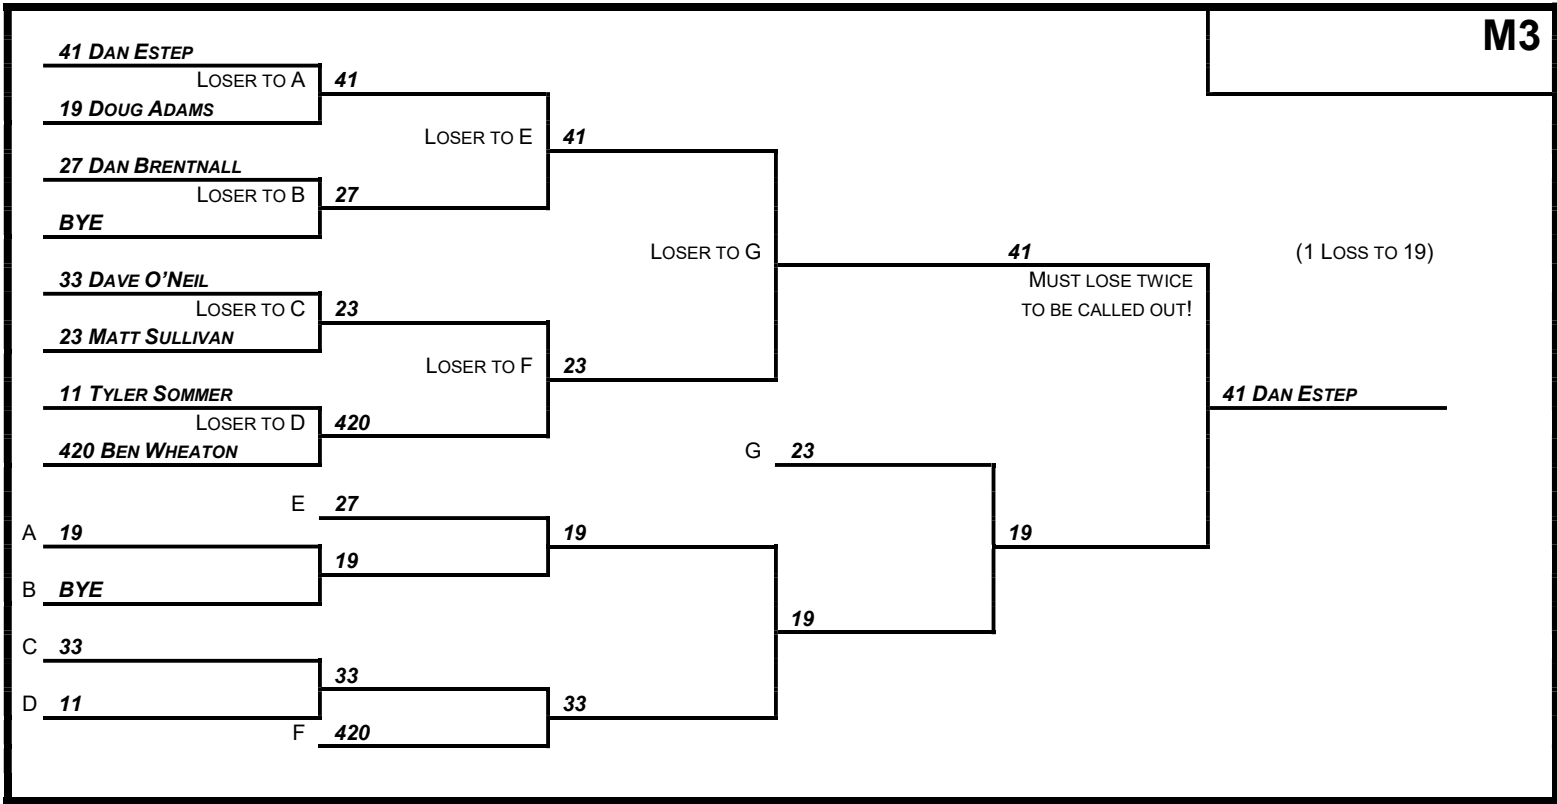 M3
41 DAN ESTEP
LOSER TO A 41
19 DOUG ADAMS
LOSER TO E 41
27 DAN BRENTNALL
LOSER TO B 27
BYE
LOSER TO G 41 (1 LOSS TO 19)
33 DAVE O'NEIL
MUST LOSE TWICE
LOSER TO C 23
TO BE CALLED OUT!
23 MATT SULLIVAN
LOSER TO F 23
11 TYLER SOMMER
41 DAN ESTEP
LOSER TO D 420
420 BEN WHEATON
G 23
E 27
A 19
19
19
19
B BYE
19
C 33
33
D 11
33
F 420